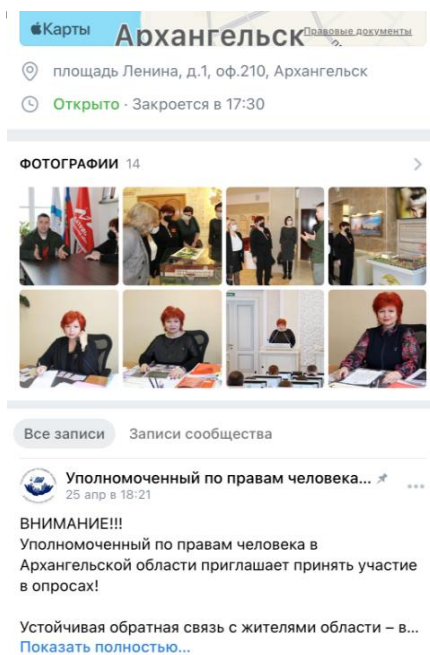 Карты
Архангельск
Правовые документы
площадь Ленина, д.1, оф.210, Архангельск
Открыто · Закроется в 17:30
ФОТОГРАФИИ 14
Все записи Записи сообщества
Уполномоченный по правам человека...
25 апр в 18:21
ВНИМАНИЕ!!!
Уполномоченный по правам человека в
Архангельской области приглашает принять участие
в опросах!
Устойчивая обратная связь с жителями области – в...
Показать полностью...